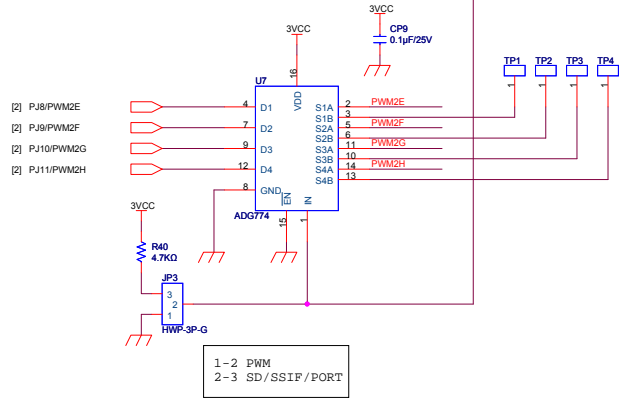 3VCC
CP9
0.1µF/25V
3VCC
TP1 TP2 TP3 TP4
1 1 1 1
U7
16
VDD
[2] PJ8/PWM2E 4 D1 S1A 2 PWM2E
S1B 3
[2] PJ9/PWM2F 7 D2 S2A 5 PWM2F
S2B 6
[2] PJ10/PWM2G 9 D3 S3A 11 PWM2G
S3B 10
[2] PJ11/PWM2H 12 D4 S4A 14 PWM2H
S4B 13
8 GND
EN IN
ADG774
15 1
3VCC
R40
4.7KΩ
JP3
3
2
1
HWP-3P-G
1-2 PWM
2-3 SD/SSIF/PORT